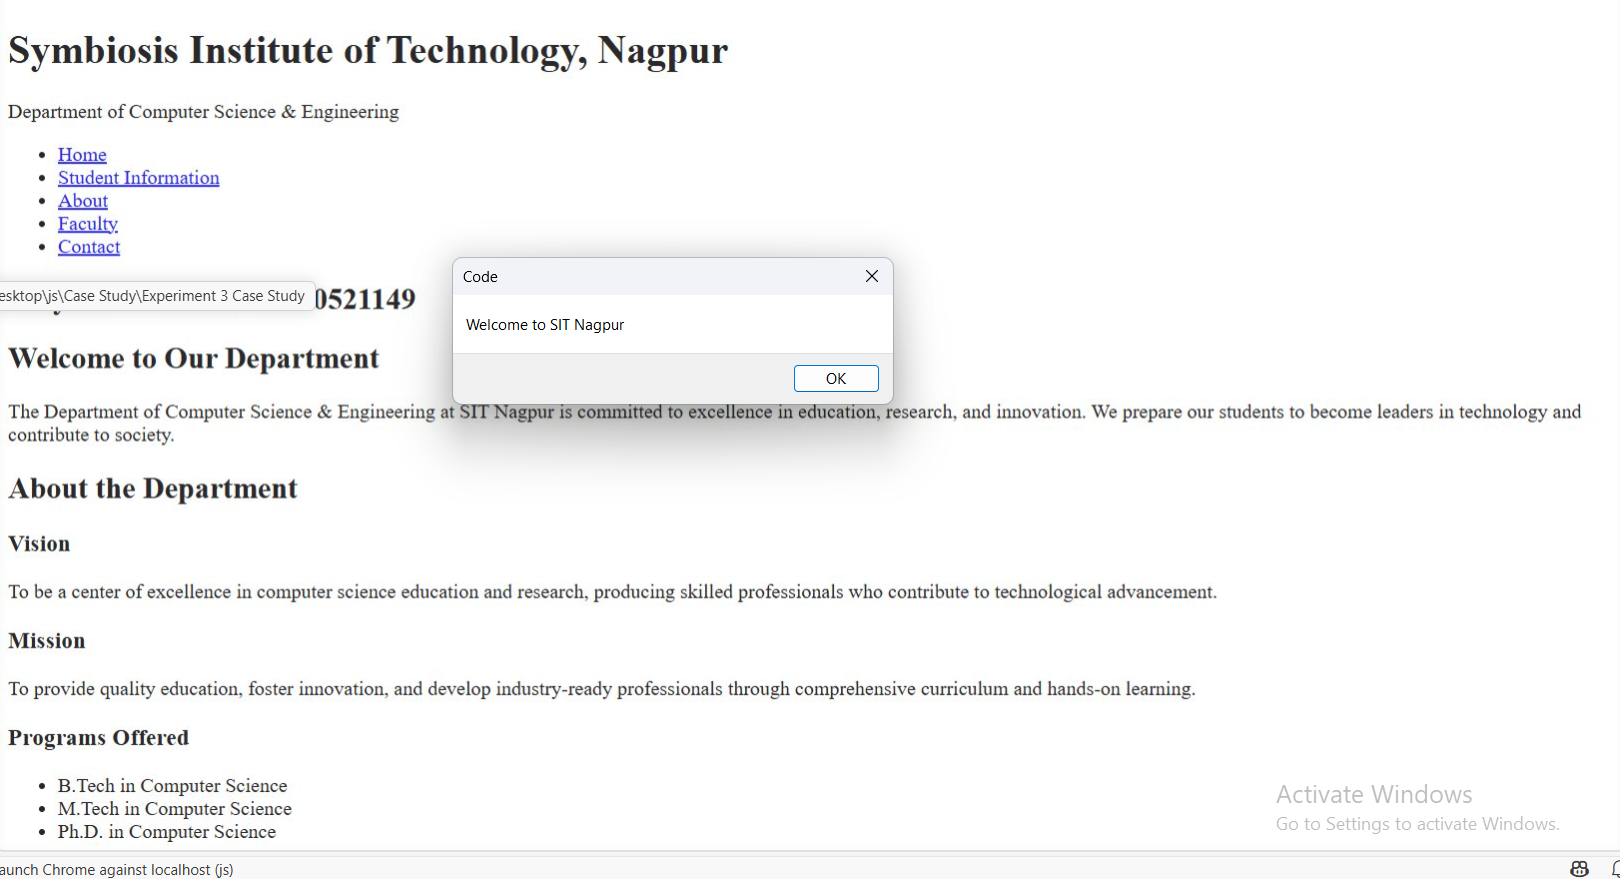 Symbiosis Institute of Technology, Nagpur
Department of Computer Science & Engineering
Home
Student Information
About
Faculty
Contact
esktop\js\Case Study\Experiment 3 Case Study
0521149
Code
Welcome to SIT Nagpur
OK
Welcome to Our Department
The Department of Computer Science & Engineering at SIT Nagpur is committed to excellence in education, research, and innovation. We prepare our students to become leaders in technology and
contribute to society.
About the Department
Vision
To be a center of excellence in computer science education and research, producing skilled professionals who contribute to technological advancement.
Mission
To provide quality education, foster innovation, and develop industry-ready professionals through comprehensive curriculum and hands-on learning.
Programs Offered
B.Tech in Computer Science
M.Tech in Computer Science
Ph.D. in Computer Science
Activate Windows
Go to Settings to activate Windows.
aunch Chrome against localhost (js)